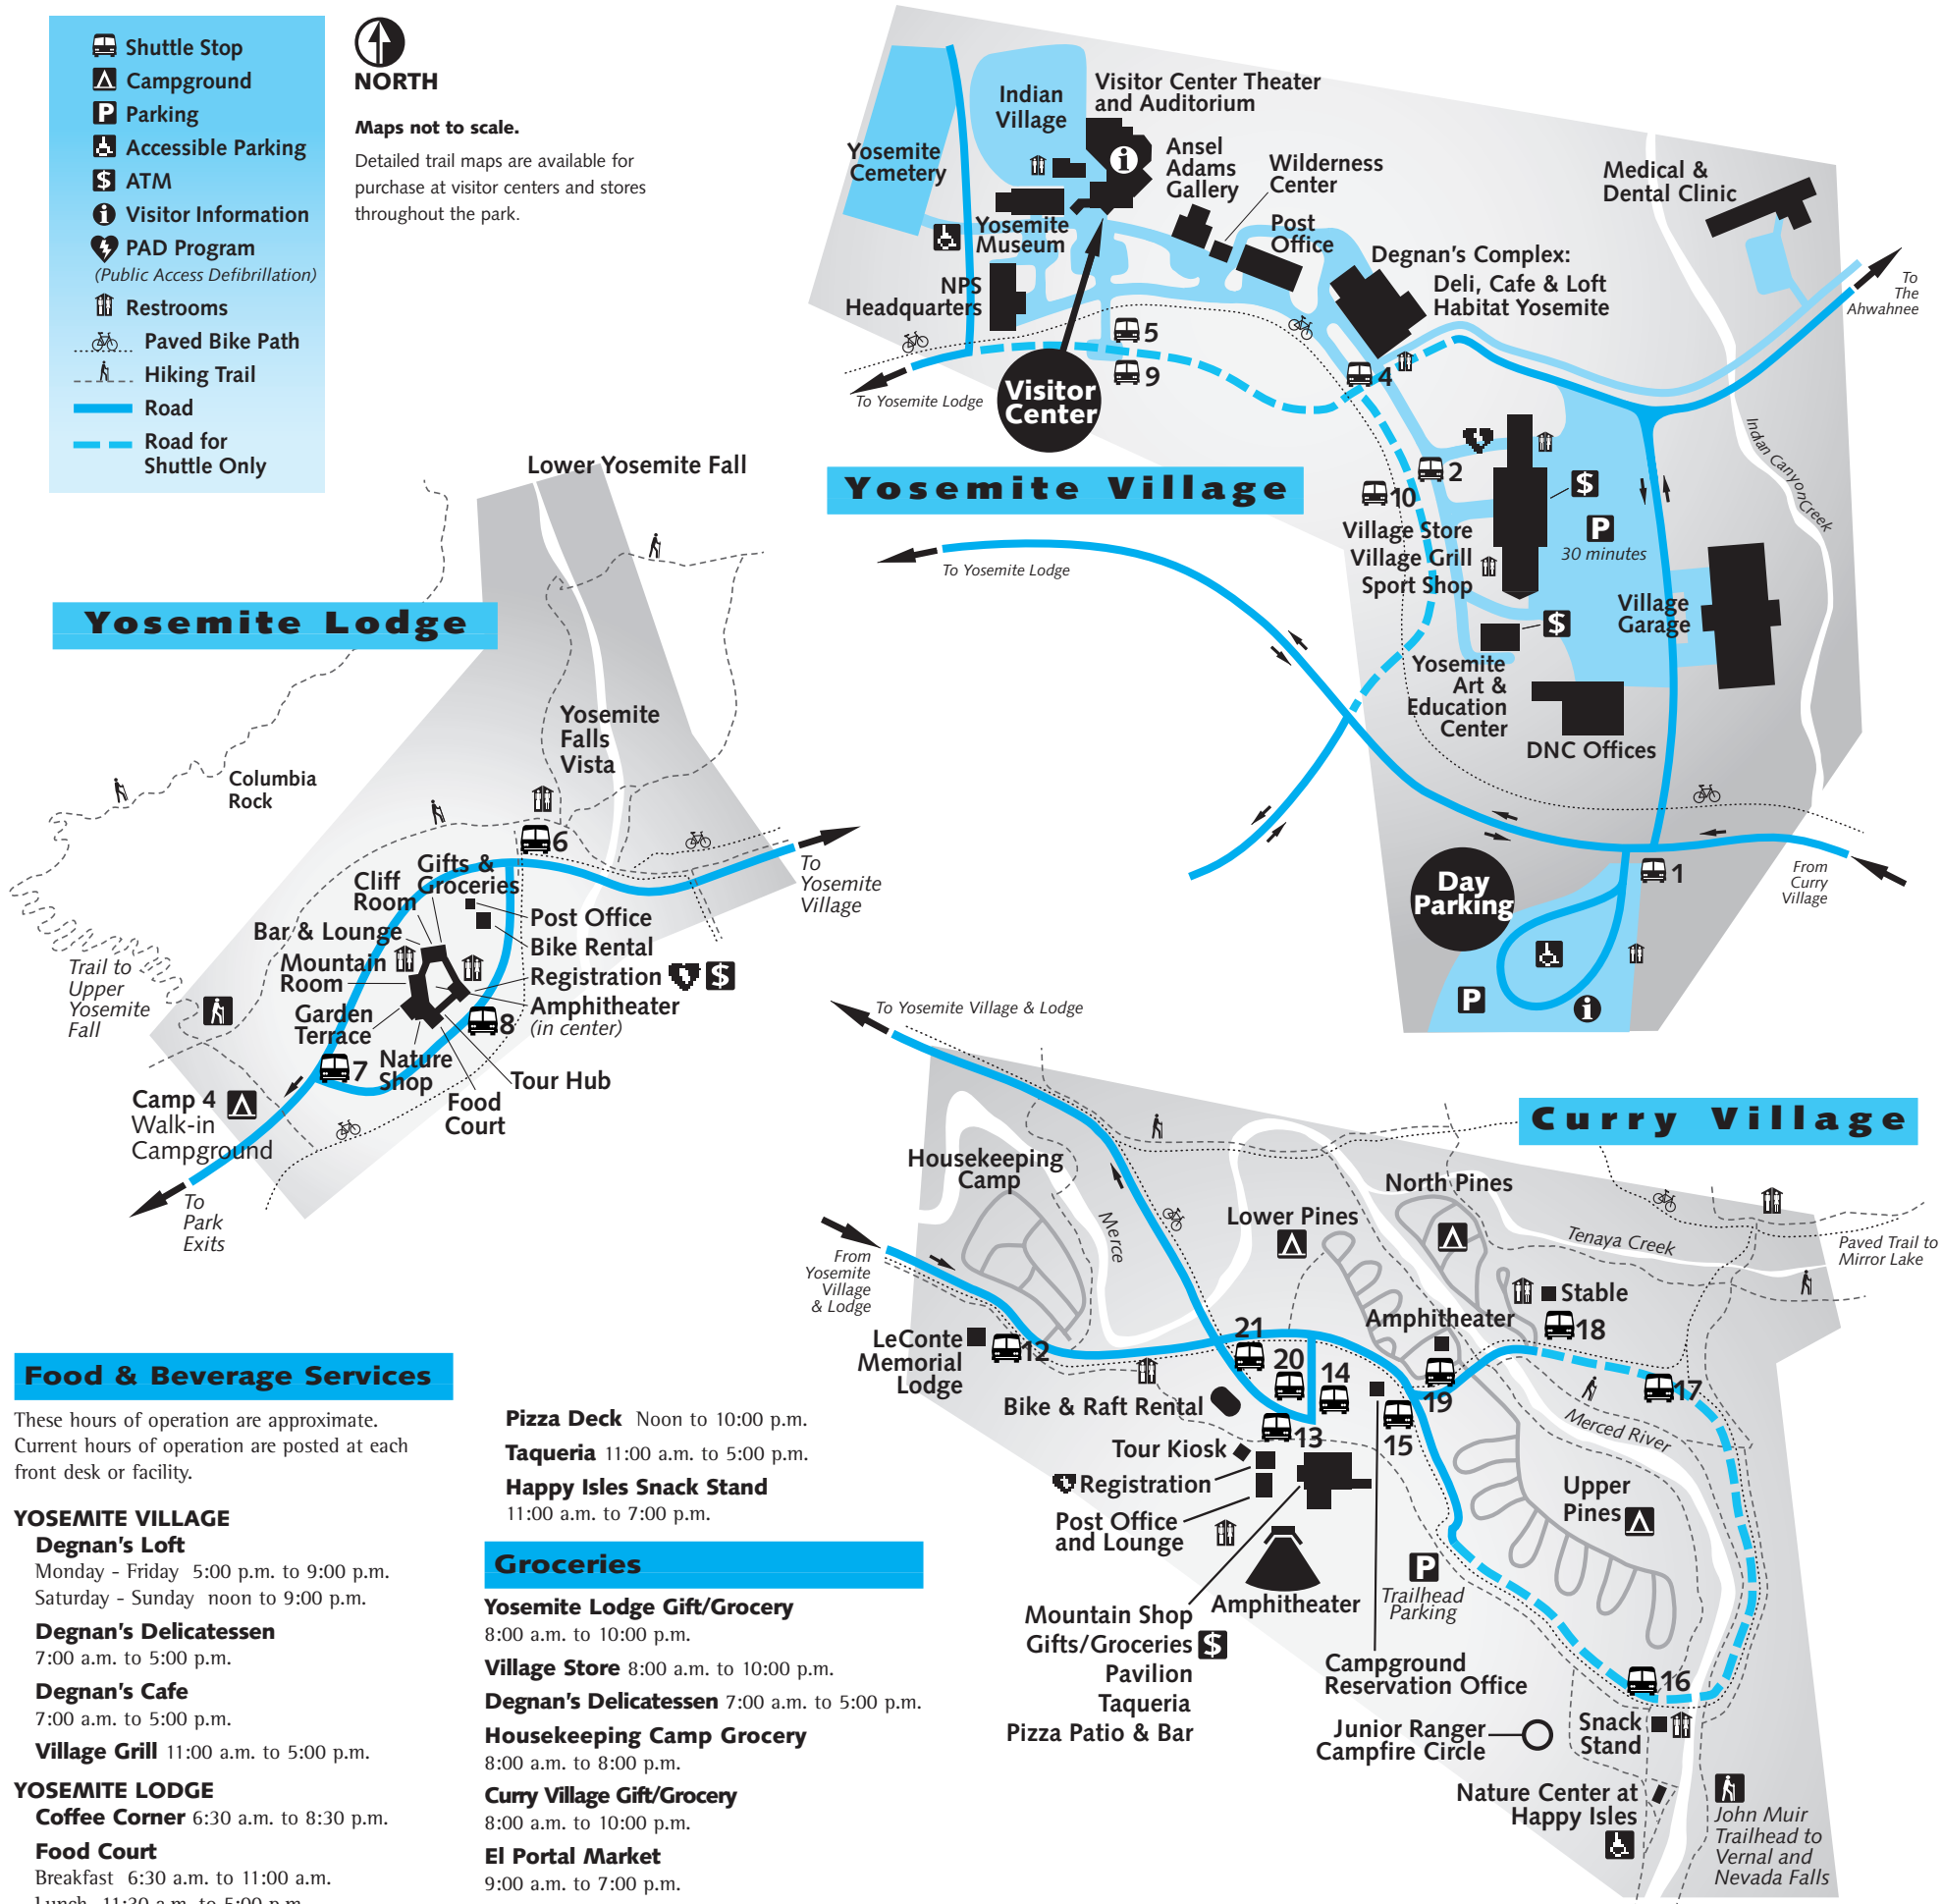 Shuttle Stop
Campground
Parking
Accessible Parking
ATM
Visitor Information
PAD Program
(Public Access Defibrillation)
Restrooms
Paved Bike Path
Hiking Trail
Road
Road for
Shuttle Only
NORTH
Maps not to scale.
Detailed trail maps are available for
purchase at visitor centers and stores
throughout the park.
Yosemite Village
Indian
Village
Visitor Center Theater
and Auditorium
Yosemite
Cemetery
Ansel
Adams
Gallery
Wilderness
Center
Post
Office
Yosemite
Museum
NPS
Headquarters
Medical &
Dental Clinic
Degnan's Complex:
Deli, Cafe & Loft
Habitat Yosemite
To
The
Ahwahnee
5
9
4
To Yosemite Lodge
Visitor
Center
2
10
Indian Canyon Creek
Village Store
Village Grill
Sport Shop
P
30 minutes
To Yosemite Lodge
Village
Garage
Yosemite
Art &
Education
Center
DNC Offices
1
Day
Parking
From
Curry
Village
P
Yosemite Lodge
Lower Yosemite Fall
Yosemite
Falls
Vista
Columbia
Rock
6
Gifts &
Groceries
Cliff
Room
To
Yosemite
Village
Bar & Lounge
Post Office
Bike Rental
Mountain
Room
Registration
Amphitheater
(in center)
Garden
Terrace
8
Trail to
Upper
Yosemite
Fall
7
Nature
Shop
Tour Hub
Food
Court
Camp 4
Walk-in
Campground
To
Park
Exits
Curry Village
To Yosemite Village & Lodge
Housekeeping
Camp
Merce
North Pines
Lower Pines
Tenaya Creek
Paved Trail to
Mirror Lake
From
Yosemite
Village
& Lodge
Stable
18
Amphitheater
LeConte
Memorial
Lodge
12
21
20
14
19
17
15
13
Bike & Raft Rental
Merced River
Tour Kiosk
Registration
Post Office
and Lounge
Upper
Pines
P
Trailhead
Parking
Amphitheater
Mountain Shop
Gifts/Groceries
Pavilion
Taqueria
Pizza Patio & Bar
Campground
Reservation Office
16
Junior Ranger
Campfire Circle
Snack
Stand
Nature Center at
Happy Isles
John Muir
Trailhead to
Vernal and
Nevada Falls
Food & Beverage Services
These hours of operation are approximate.
Current hours of operation are posted at each
front desk or facility.
YOSEMITE VILLAGE
Degnan's Loft
Monday - Friday 5:00 p.m. to 9:00 p.m.
Saturday - Sunday noon to 9:00 p.m.
Degnan's Delicatessen
7:00 a.m. to 5:00 p.m.
Degnan's Cafe
7:00 a.m. to 5:00 p.m.
Village Grill 11:00 a.m. to 5:00 p.m.
YOSEMITE LODGE
Coffee Corner 6:30 a.m. to 8:30 p.m.
Food Court
Breakfast 6:30 a.m. to 11:00 a.m.
Lunch 11:30 a.m. to 5:00 p.m.
Pizza Deck Noon to 10:00 p.m.
Taqueria 11:00 a.m. to 5:00 p.m.
Happy Isles Snack Stand
11:00 a.m. to 7:00 p.m.
Groceries
Yosemite Lodge Gift/Grocery
8:00 a.m. to 10:00 p.m.
Village Store 8:00 a.m. to 10:00 p.m.
Degnan's Delicatessen 7:00 a.m. to 5:00 p.m.
Housekeeping Camp Grocery
8:00 a.m. to 8:00 p.m.
Curry Village Gift/Grocery
8:00 a.m. to 10:00 p.m.
El Portal Market
9:00 a.m. to 7:00 p.m.